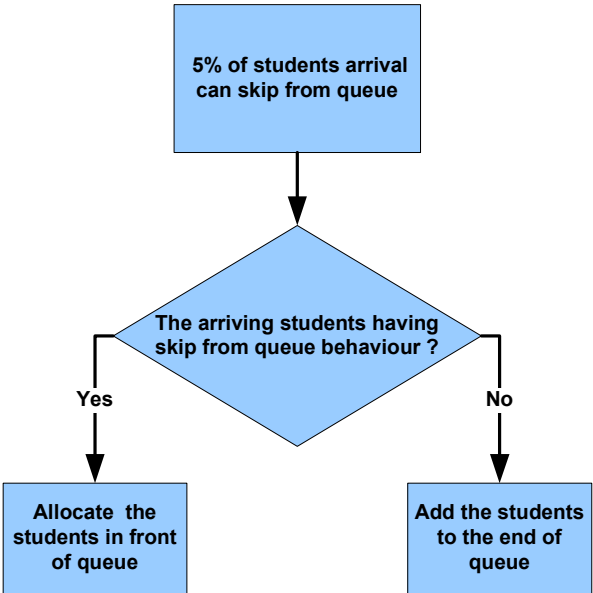 5% of students arrival
can skip from queue
The arriving students having
skip from queue behaviour ?
Yes
No
Allocate  the
students in front
of queue
Add the students
to the end of
queue